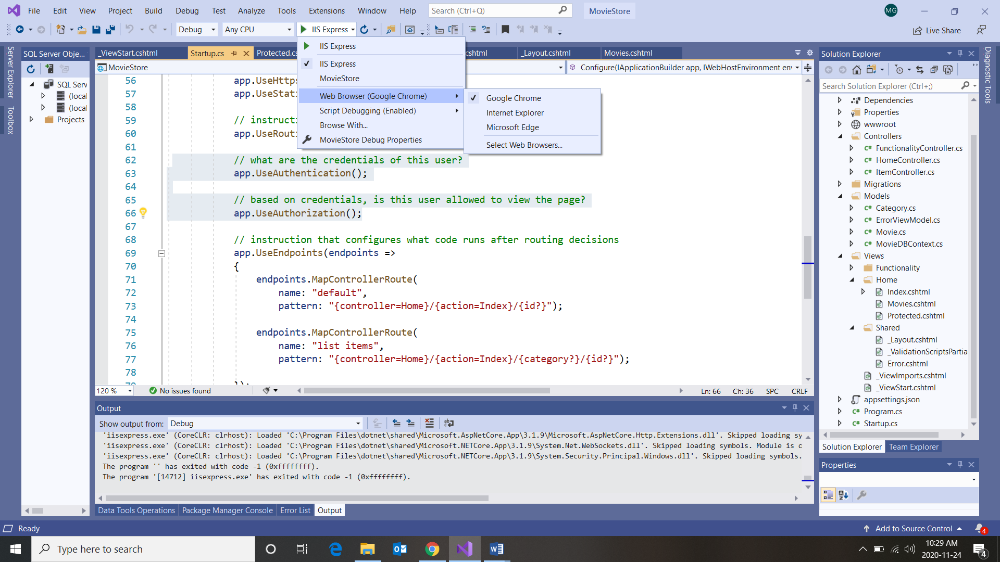 File Edit View Project Build Debug Test Analyze Tools Extensions Window Help Search (Ctrl+Q) MovieStore MG
Debug Any CPU IIS Express Live Share
Server Explorer
Toolbox
SQL Server Obje...
SQL Serv
(local
(local
Projects
_ViewStart.cshtml Startup.cs Protected.cs cshtml _Layout.cshtml Movies.cshtml
MovieStore Configure(IApplicationBuilder app, IWebHostEnvironment env
IIS Express
IIS Express
MovieStore
Web Browser (Google Chrome)
Script Debugging (Enabled)
Browse With...
MovieStore Debug Properties
Google Chrome
Internet Explorer
Microsoft Edge
Select Web Browsers...
56 app.UseHttps
57 app.UseStati
58
59 // instructi
60 app.UseRouti
61
62 // what are the credentials of this user?
63 app.UseAuthentication();
64
65 // based on credentials, is this user allowed to view the page?
66 app.UseAuthorization();
67
68 // instruction that configures what code runs after routing decisions
69 app.UseEndpoints(endpoints =>
70 {
71 endpoints.MapControllerRoute(
72 name: "default",
73 pattern: "{controller=Home}/{action=Index}/{id?}");
74
75 endpoints.MapControllerRoute(
76 name: "list items",
77 pattern: "{controller=Home}/{action=Index}/{category?}/{id?}");
78
79 });
120 % No issues found Ln: 66 Ch: 36 SPC CRLF
Output
Show output from: Debug
'iisexpress.exe' (CoreCLR: clrhost): Loaded 'C:\Program Files\dotnet\shared\Microsoft.AspNetCore.App\3.1.9\Microsoft.AspNetCore.Http.Extensions.dll'. Skipped loading sy
'iisexpress.exe' (CoreCLR: clrhost): Loaded 'C:\Program Files\dotnet\shared\Microsoft.NETCore.App\3.1.9\System.Net.WebSockets.dll'. Skipped loading symbols. Module is o
'iisexpress.exe' (CoreCLR: clrhost): Loaded 'C:\Program Files\dotnet\shared\Microsoft.NETCore.App\3.1.9\System.Security.Principal.Windows.dll'. Skipped loading symbols.
The program '' has exited with code -1 (0xffffffff).
The program '[14712] iisexpress.exe' has exited with code -1 (0xffffffff).
Data Tools Operations Package Manager Console Error List Output
Solution Explorer
Search Solution Explorer (Ctrl+;)
Dependencies
Properties
wwwroot
Controllers
C# FunctionalityController.cs
C# HomeController.cs
C# ItemController.cs
Migrations
Models
C# Category.cs
C# ErrorViewModel.cs
C# Movie.cs
C# MovieDBContext.cs
Views
Functionality
Home
Index.cshtml
Movies.cshtml
Protected.cshtml
Shared
_Layout.cshtml
_ValidationScriptsPartia
Error.cshtml
_ViewImports.cshtml
_ViewStart.cshtml
appsettings.json
C# Program.cs
C# Startup.cs
Solution Explorer Team Explorer
Properties
Diagnostic Tools
Ready Add to Source Control 4
Type here to search
10:29 AM
2020-11-24
4